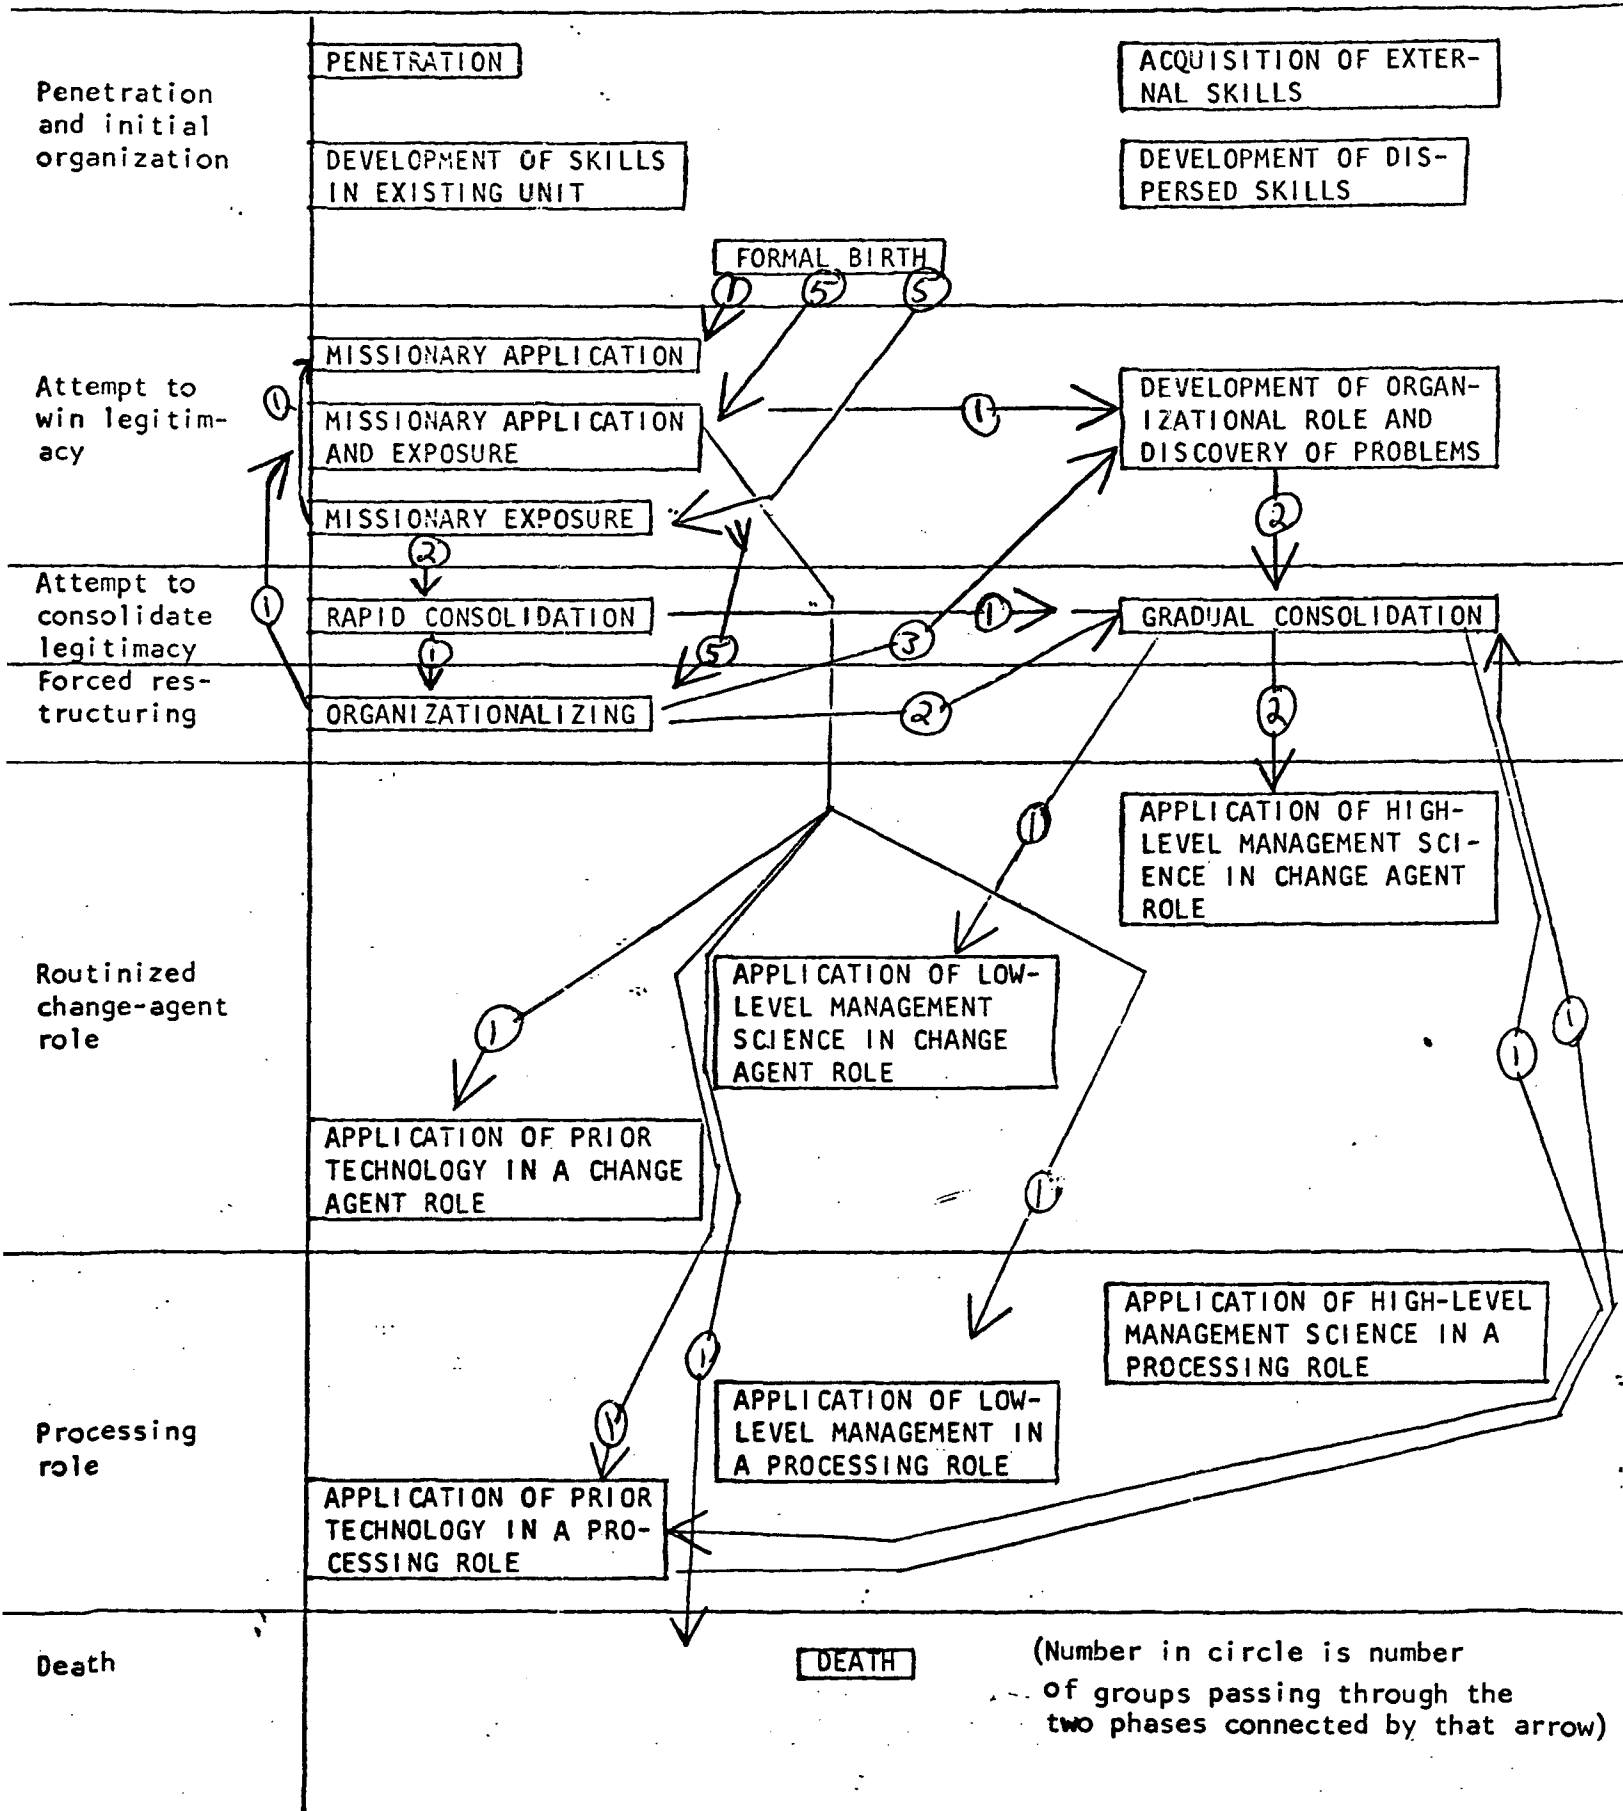 Penetration
and initial
organization
PENETRATION
ACQUISITION OF EXTER-
NAL SKILLS
DEVELOPMENT OF SKILLS
IN EXISTING UNIT
DEVELOPMENT OF DIS-
PERSED SKILLS
FORMAL BIRTH
1
5
5
Attempt to
win legitim-
acy
1
MISSIONARY APPLICATION
MISSIONARY APPLICATION
AND EXPOSURE
1
DEVELOPMENT OF ORGAN-
IZATIONAL ROLE AND
DISCOVERY OF PROBLEMS
MISSIONARY EXPOSURE
2
2
Attempt to
consolidate
legitimacy
1
RAPID CONSOLIDATION
1
GRADUAL CONSOLIDATION
1
5
3
Forced res-
tructuring
ORGANIZATIONALIZING
2
2
1
APPLICATION OF HIGH-
LEVEL MANAGEMENT SCI-
ENCE IN CHANGE AGENT
ROLE
Routinized
change-agent
role
1
APPLICATION OF LOW-
LEVEL MANAGEMENT
SCIENCE IN CHANGE
AGENT ROLE
1
1
APPLICATION OF PRIOR
TECHNOLOGY IN A CHANGE
AGENT ROLE
1
Processing
role
1
1
APPLICATION OF HIGH-LEVEL
MANAGEMENT SCIENCE IN A
PROCESSING ROLE
APPLICATION OF LOW-
LEVEL MANAGEMENT IN
A PROCESSING ROLE
APPLICATION OF PRIOR
TECHNOLOGY IN A PRO-
CESSING ROLE
Death
DEATH
(Number in circle is number
of groups passing through the
two phases connected by that arrow)